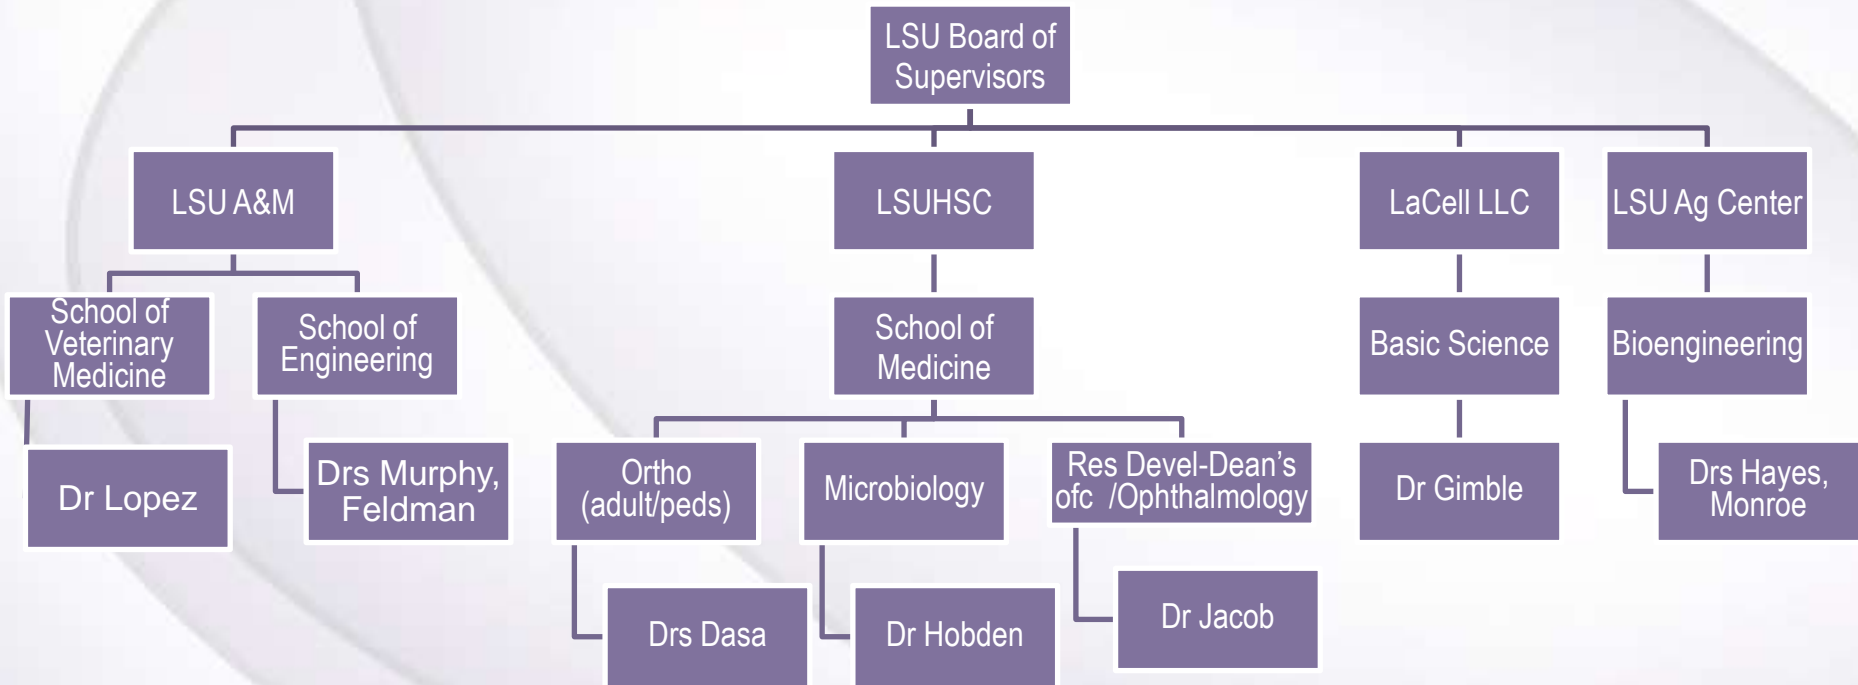 LSU Board of
Supervisors
LSU A&M
LSUHSC
LaCell LLC
LSU Ag Center
School of
Veterinary
Medicine
School of
Engineering
School of
Medicine
Basic Science
Bioengineering
Dr Lopez
Drs Murphy,
Feldman
Ortho
(adult/peds)
Microbiology
Res Devel-Dean’s
ofc /Ophthalmology
Dr Gimble
Drs Hayes,
Monroe
Drs Dasa
Dr Hobden
Dr Jacob